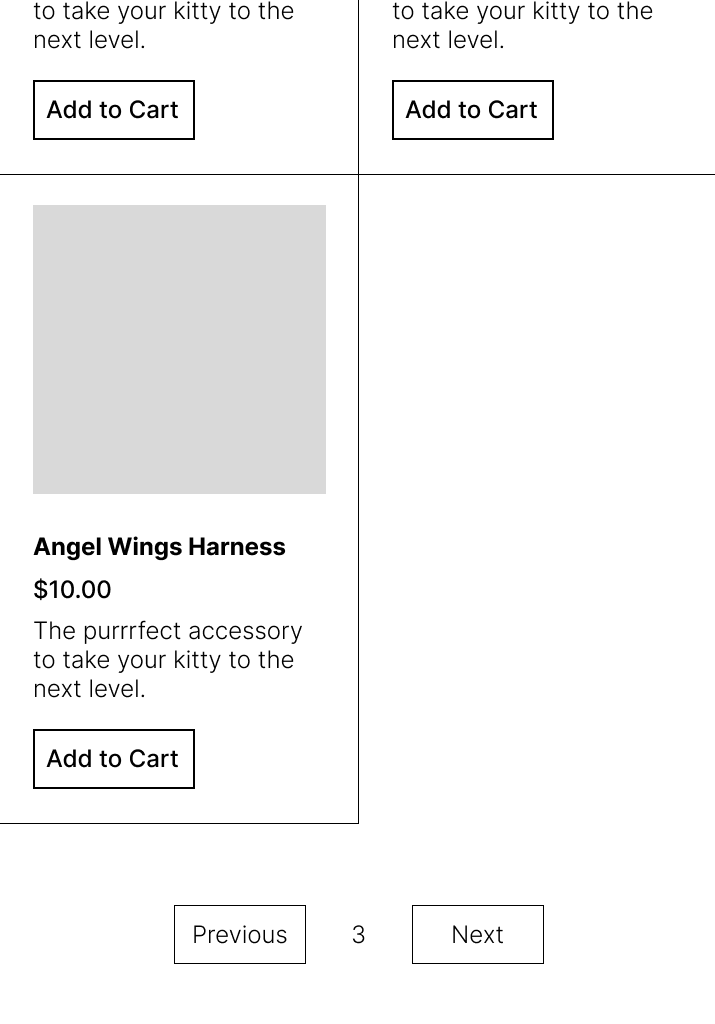 to take your kitty to the
next level.
Add to Cart
to take your kitty to the
next level.
Add to Cart
Angel Wings Harness
$10.00
The purrrfect accessory
to take your kitty to the
next level.
Add to Cart
Previous
3
Next